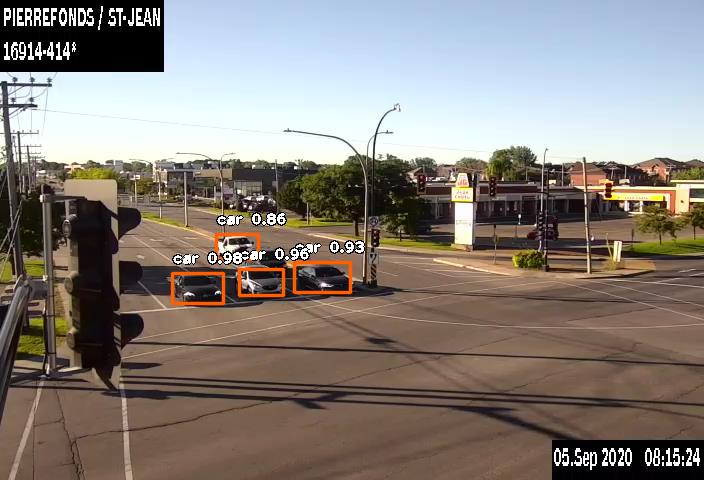 PIERREFONDS / ST-JEAN
16914-414*
car 0.86
car 0.98
car 0.96
car 0.93
05.Sep 2020 08:15:24